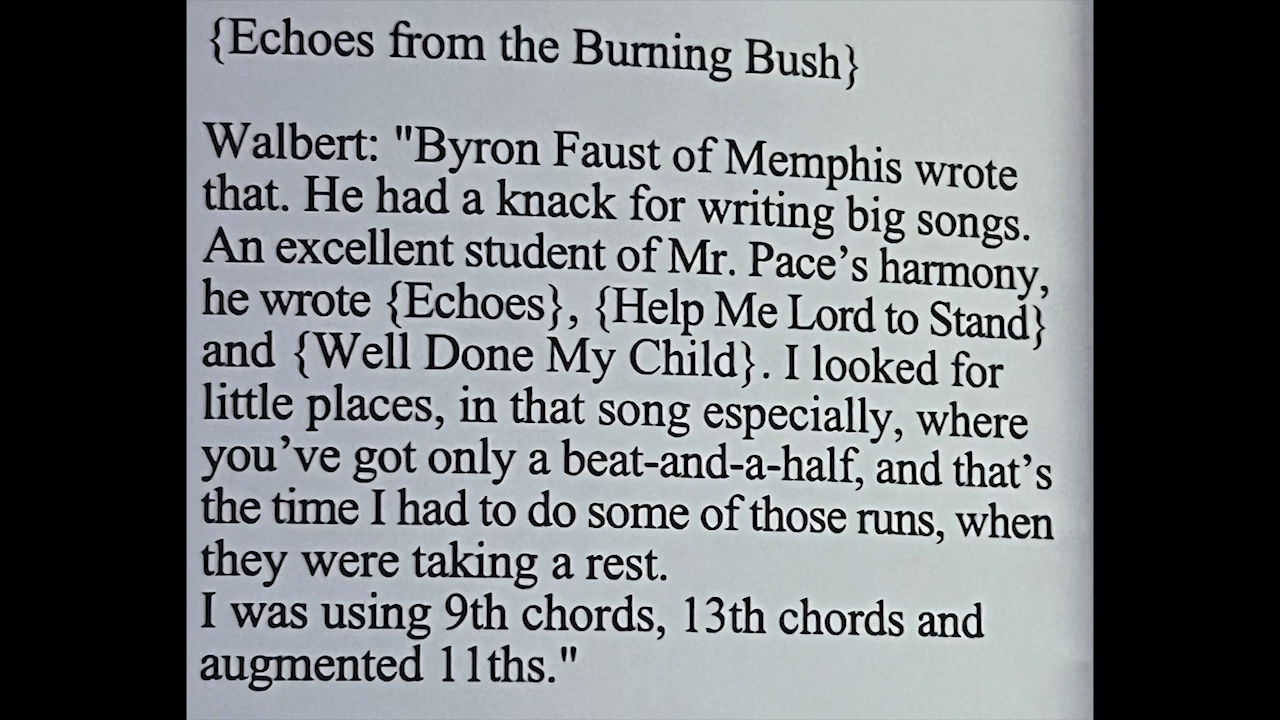 {Echoes from the Burning Bush}
Walbert: "Byron Faust of Memphis wrote
that. He had a knack for writing big songs.
An excellent student of Mr. Pace’s harmony,
he wrote {Echoes}, {Help Me Lord to Stand}
and {Well Done My Child}. I looked for
little places, in that song especially, where
you’ve got only a beat-and-a-half, and that’s
the time I had to do some of those runs, when
they were taking a rest.
I was using 9th chords, 13th chords and
augmented 11ths."